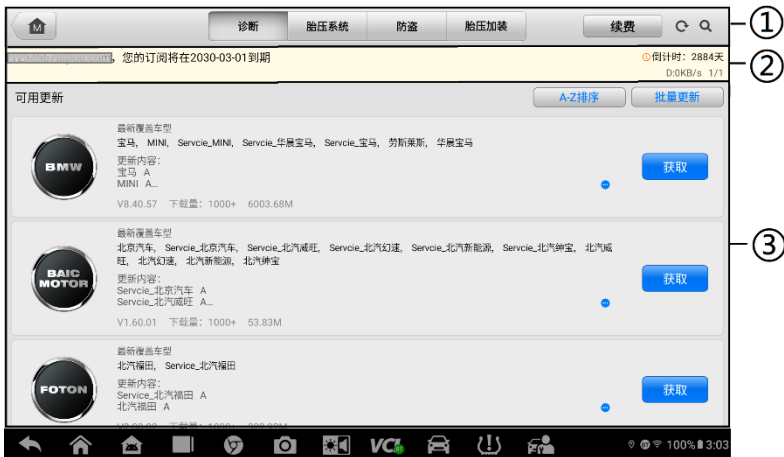 M 诊断 胎压系统 防盗 胎压加装 续费
①
，您的订阅将在2030-03-01到期
倒计时：2884天
D:0KB/s 1/1
②
可用更新 A-Z排序 批量更新
最新覆盖车型
宝马, MINI, Servcie_MINI, Servcie_华晨宝马, Servcie_宝马, 劳斯莱斯, 华晨宝马
BMW
更新内容：
宝马 A
MINI A…
获取
V8.40.57 下载量：1000+ 6003.68M
最新覆盖车型
北京汽车, Servcie_北京汽车, Servcie_北汽威旺, Servcie_北汽幻速, Servcie_北汽新能源, Servcie_北汽绅宝, 北汽威
旺, 北汽幻速, 北汽新能源, 北汽绅宝
③
BAIC
MOTOR
更新内容：
Servcie_北京汽车 A
Servcie_北汽威旺 A…
获取
V1.60.01 下载量：1000+ 53.83M
最新覆盖车型
北汽福田, Service_北汽福田
FOTON
更新内容：
Service_北汽福田 A
北汽福田 A
获取
VCI 100% 3:03